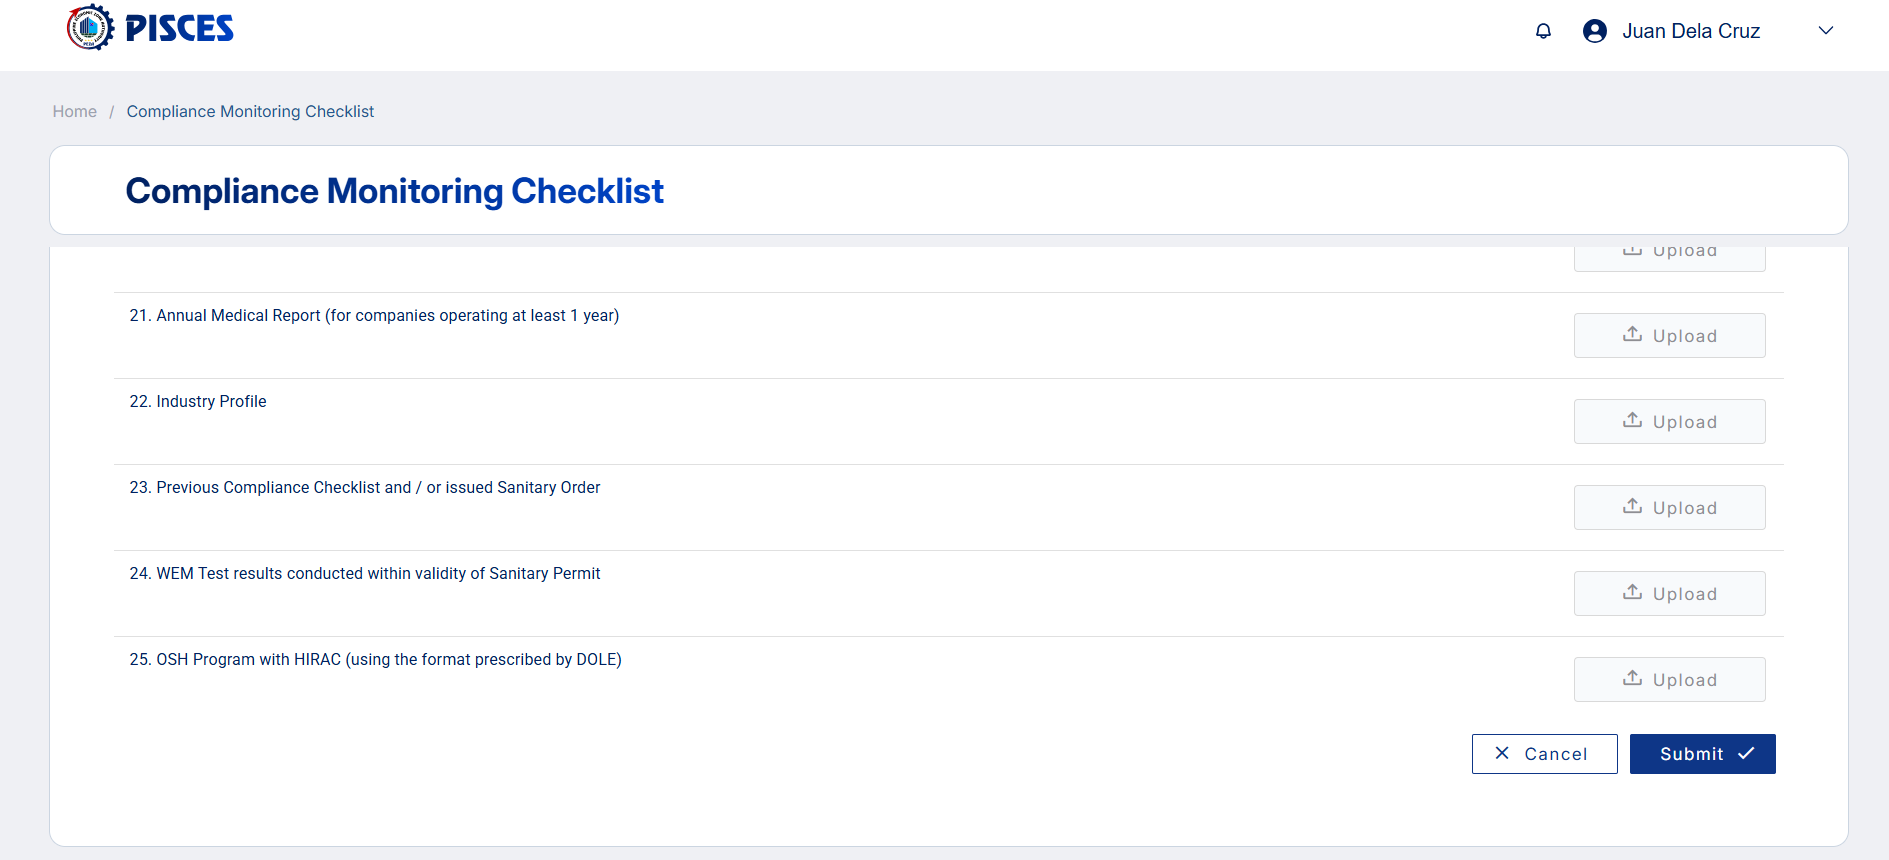 PISCES
Juan Dela Cruz
Home / Compliance Monitoring Checklist
Compliance Monitoring Checklist
Upload
21. Annual Medical Report (for companies operating at least 1 year)
Upload
22. Industry Profile
Upload
23. Previous Compliance Checklist and / or issued Sanitary Order
Upload
24. WEM Test results conducted within validity of Sanitary Permit
Upload
25. OSH Program with HIRAC (using the format prescribed by DOLE)
Upload
Cancel
Submit